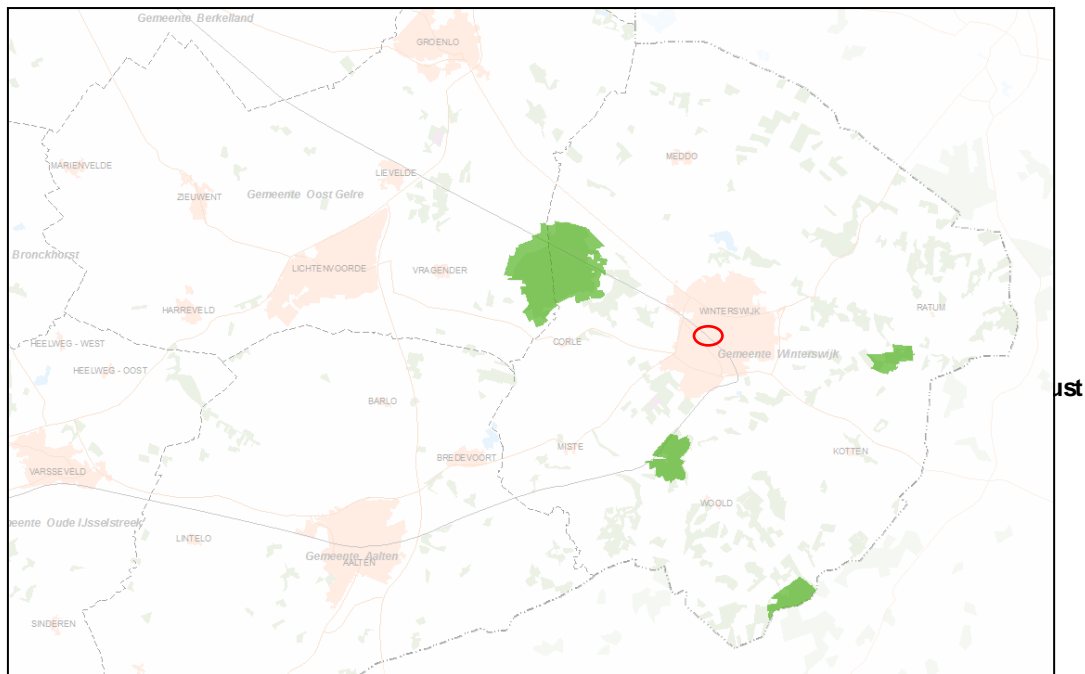 Gemeente Berkelland
GROENLO
MARIENVELDE
LIEVELDE
MEDDO
ZIEUWENT
Gemeente Oost Gelre
Bronckhorst
LICHTENVOORDE
VRAGENDER
HARREVELD
WINTERSWIJK
RATUM
HEELWEG - WEST
CORLE
Gemeente Winterswijk
HEELWEG - OOST
ust
BARLO
MISTE
KOTTEN
BREDEVOORT
VARSSEVELD
WOOLD
eente Oude IJsselstreek
LINTELO
Gemeente Aalten
AALTEN
SINDEREN